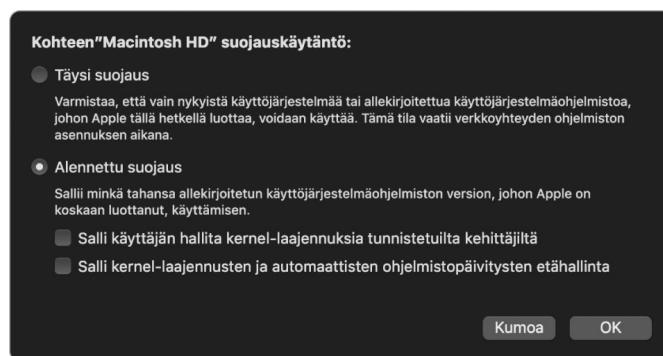 Kohteen"Macintosh HD" suojauskäytäntö:
Täysi suojaus
Varmistaa, että vain nykyistä käyttöjärjestelmää tai allekirjoitettua käyttöjärjestelmäohjelmistoa,
johon Apple tällä hetkellä luottaa, voidaan käyttää. Tämä tila vaatii verkkoyhteyden ohjelmiston
asennuksen aikana.
Alennettu suojaus
Sallii minkä tahansa allekirjoitetun käyttöjärjestelmäohjelmiston version, johon Apple on
koskaan luottanut, käyttämisen.
Salli käyttäjän hallita kernel-laajennuksia tunnistetuilta kehittäjiltä
Salli kernel-laajennusten ja automaattisten ohjelmistopäivitysten etähallinta
Kumoa OK